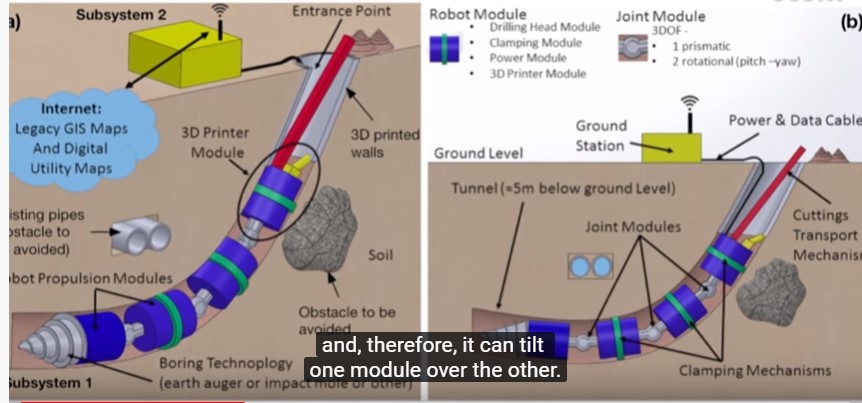 a)
Subsystem 2
Entrance Point
Internet:
Legacy GIS Maps
And Digital
Utility Maps
3D Printer
Module
3D printed
walls
isting pipes
ostacle to
avoided)
Soil
obot Propulsion Modules
Obstacle to be
avoided
Boring Technoplogy
(earth auger or impact mole or other)
Subsystem 1
Robot Module
• Drilling Head Module
• Clamping Module
• Power Module
• 3D Printer Module
Joint Module
3DOF -
• 1 prismatic
• 2 rotational (pitch –yaw)
(b)
Ground
Station
Power & Data Cable
Ground Level
Tunnel (≈5m below ground Level)
Joint Modules
Cuttings
Transport
Mechanism
Clamping Mechanisms
and, therefore, it can tilt
one module over the other.